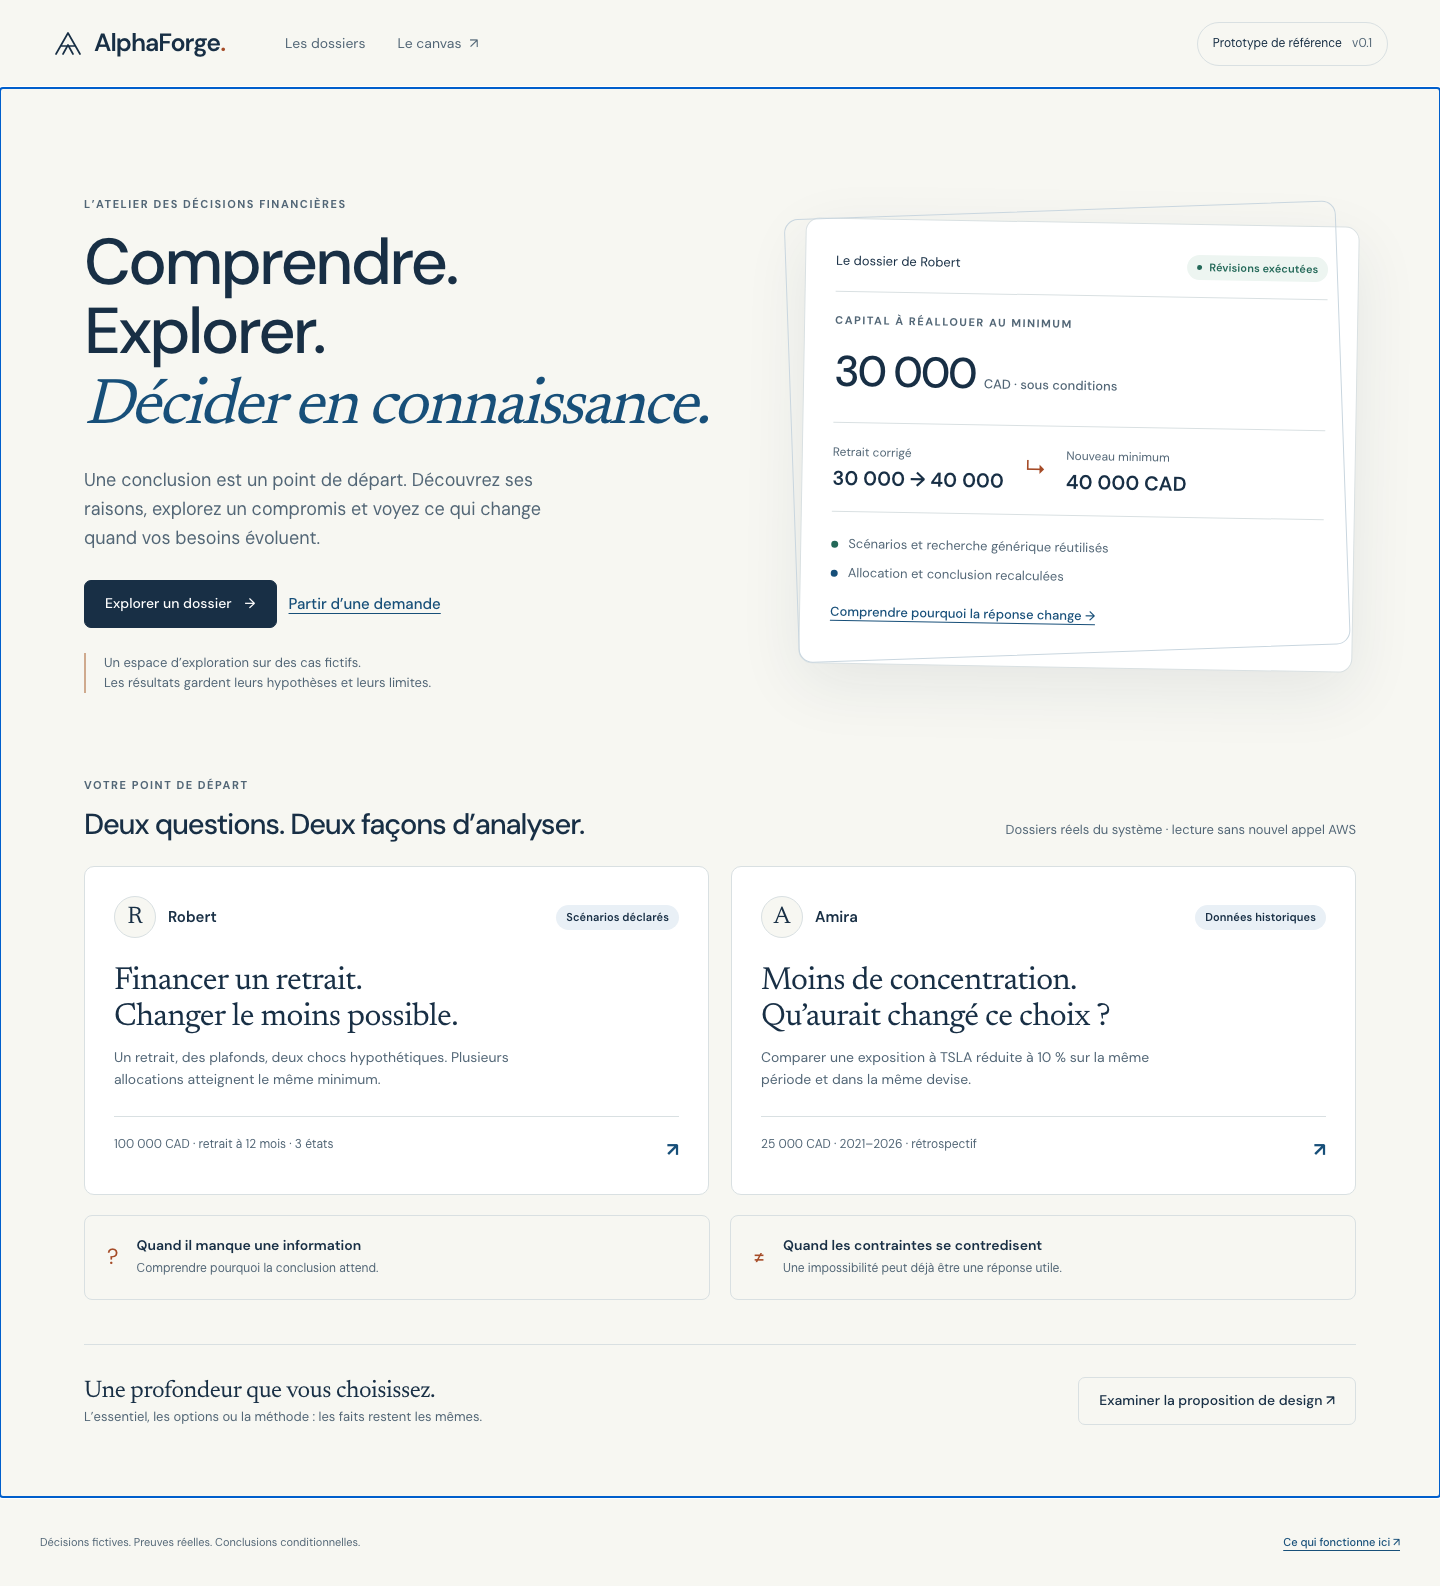 AlphaForge.
Les dossiers
Le canvas ↗
Prototype de référence v0.1
L’ATELIER DES DÉCISIONS FINANCIÈRES
Comprendre.
Explorer.
Décider en connaissance.
Une conclusion est un point de départ. Découvrez ses
raisons, explorez un compromis et voyez ce qui change
quand vos besoins évoluent.
Explorer un dossier →
Partir d’une demande
Un espace d’exploration sur des cas fictifs.
Les résultats gardent leurs hypothèses et leurs limites.
Le dossier de Robert
Révisions exécutées
CAPITAL À RÉALLOUER AU MINIMUM
30 000 CAD · sous conditions
Retrait corrigé
30 000 → 40 000
Nouveau minimum
40 000 CAD
Scénarios et recherche générique réutilisés
Allocation et conclusion recalculées
Comprendre pourquoi la réponse change →
VOTRE POINT DE DÉPART
Deux questions. Deux façons d’analyser.
Dossiers réels du système · lecture sans nouvel appel AWS
R
Robert
Scénarios déclarés
Financer un retrait.
Changer le moins possible.
Un retrait, des plafonds, deux chocs hypothétiques. Plusieurs
allocations atteignent le même minimum.
100 000 CAD · retrait à 12 mois · 3 états
↗
A
Amira
Données historiques
Moins de concentration.
Qu’aurait changé ce choix ?
Comparer une exposition à TSLA réduite à 10 % sur la même
période et dans la même devise.
25 000 CAD · 2021–2026 · rétrospectif
↗
?
Quand il manque une information
Comprendre pourquoi la conclusion attend.
≠
Quand les contraintes se contredisent
Une impossibilité peut déjà être une réponse utile.
Une profondeur que vous choisissez.
L’essentiel, les options ou la méthode : les faits restent les mêmes.
Examiner la proposition de design ↗
Décisions fictives. Preuves réelles. Conclusions conditionnelles.
Ce qui fonctionne ici ↗